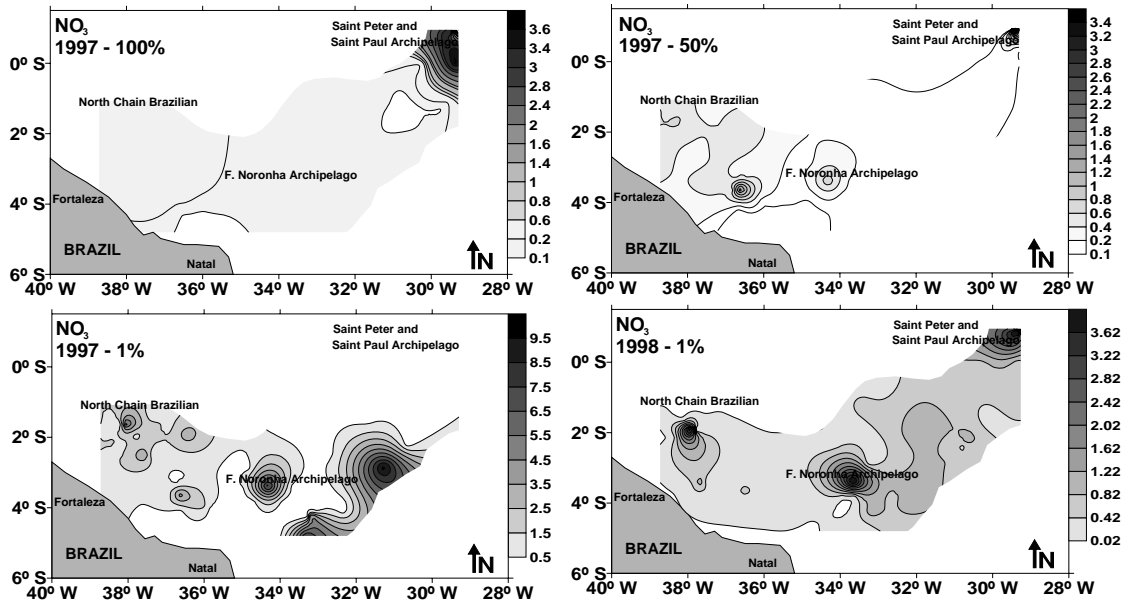 NO3
1997 - 100%
Saint Peter and
Saint Paul Archipelago
North Chain Brazilian
F. Noronha Archipelago
Fortaleza
BRAZIL
Natal
N
0º S
2º S
4º S
6º S
40º W
38º W
36º W
34º W
32º W
30º W
28º W
3.6
3.4
3
2.8
2.4
2
1.6
1.4
1
0.8
0.6
0.2
0.1
NO3
1997 - 50%
Saint Peter and
Saint Paul Archipelago
North Chain Brazilian
F. Noronha Archipelago
Fortaleza
BRAZIL
Natal
N
0º S
2º S
4º S
6º S
40º W
38º W
36º W
34º W
32º W
30º W
28º W
3.4
3.2
2.8
2.6
2.4
2.2
2
1.8
1.6
1.2
1
0.8
0.6
0.4
0.2
0.1
NO3
1997 - 1%
Saint Peter and
Saint Paul Archipelago
North Chain Brazilian
F. Noronha Archipelago
Fortaleza
BRAZIL
Natal
N
0º S
2º S
4º S
6º S
40º W
38º W
36º W
34º W
32º W
30º W
28º W
9.5
8.5
7.5
6.5
5.5
4.5
3.5
2.5
1.5
0.5
NO3
1998 - 1%
Saint Peter and
Saint Paul Archipelago
North Chain Brazilian
F. Noronha Archipelago
Fortaleza
BRAZIL
Natal
N
0º S
2º S
4º S
6º S
40º W
38º W
36º W
34º W
32º W
30º W
28º W
3.62
3.22
2.82
2.42
2.02
1.62
1.22
0.82
0.42
0.02